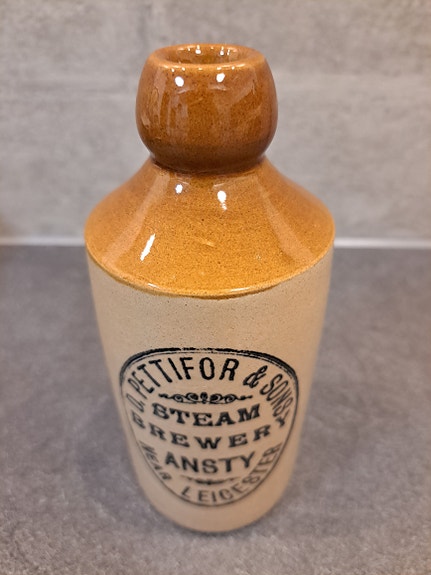 D. PETTIFOR & SONS,
STEAM
BREWERY
ANSTY
NEAR LEICESTER